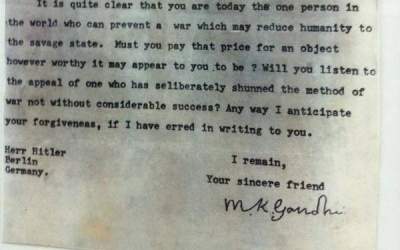 It is quite clear that you are today the one person in
the world who can prevent a war which may reduce humanity to
the savage state. Must you pay that price for an object
however worthy it may appear to you to be ? Will you listen to
the appeal of one who has seliberately shunned the method of
war not without considerable success? Any way I anticipate
your forgiveneas, if I have erred in writing to you.
I remain,
Herr Hitler
Berlin
Germany.
Your sincere friend
M.K.Gandhi